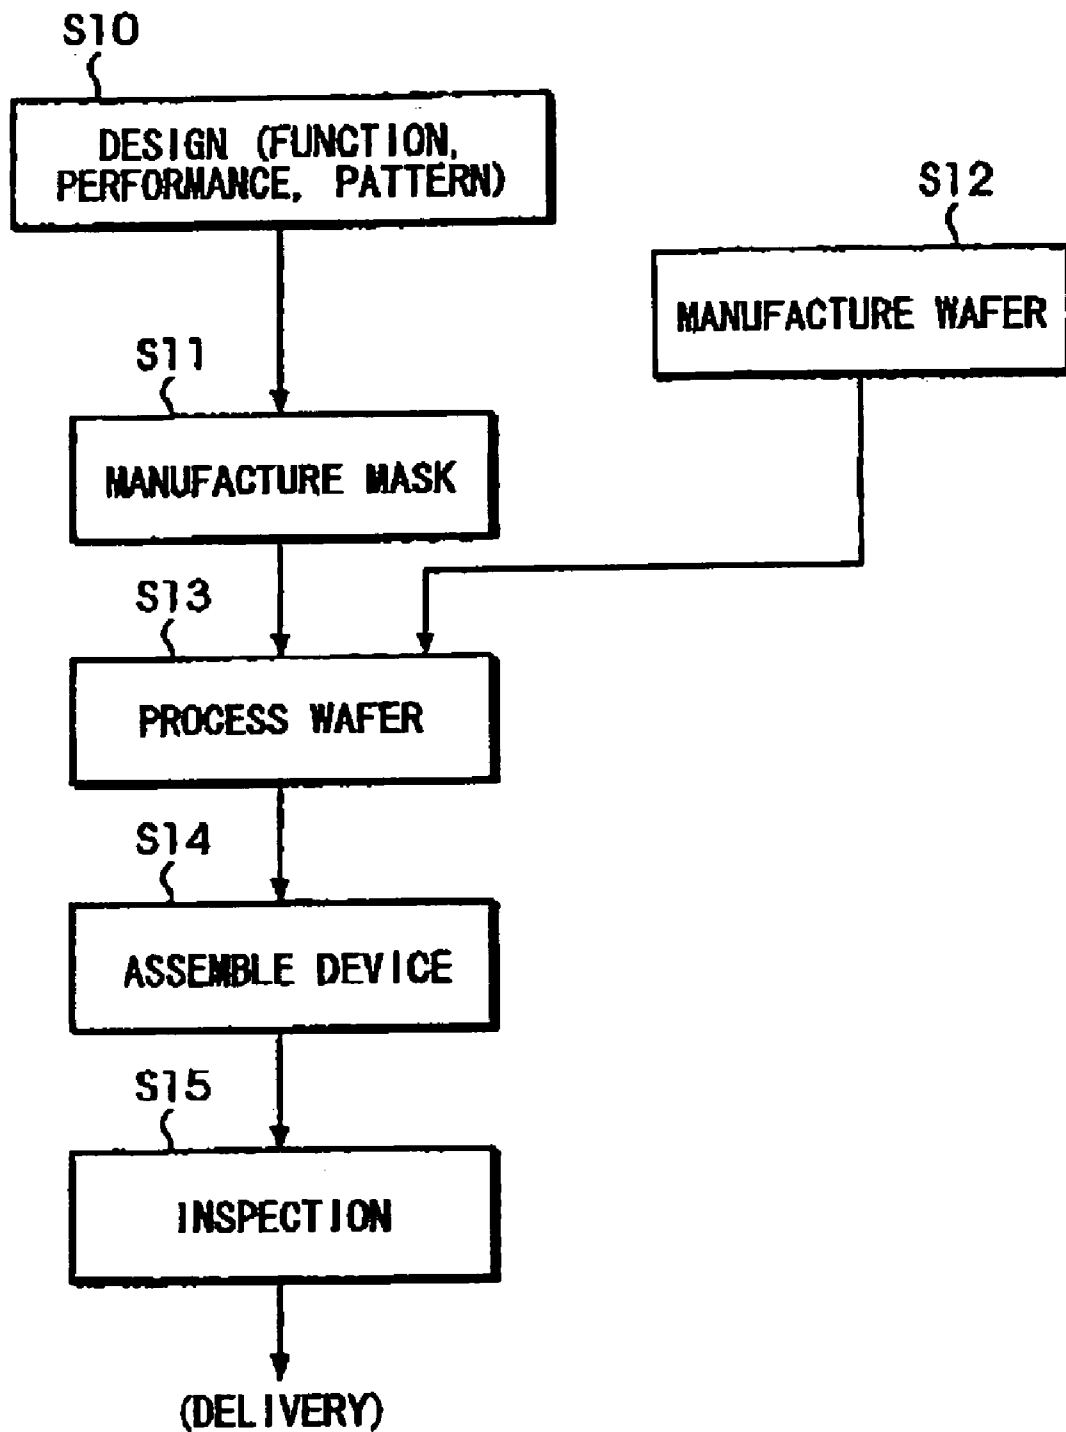 S10
DESIGN (FUNCTION,
PERFORMANCE, PATTERN)
S12
MANUFACTURE WAFER
S11
MANUFACTURE MASK
S13
PROCESS WAFER
S14
ASSEMBLE DEVICE
S15
INSPECTION
(DELIVERY)